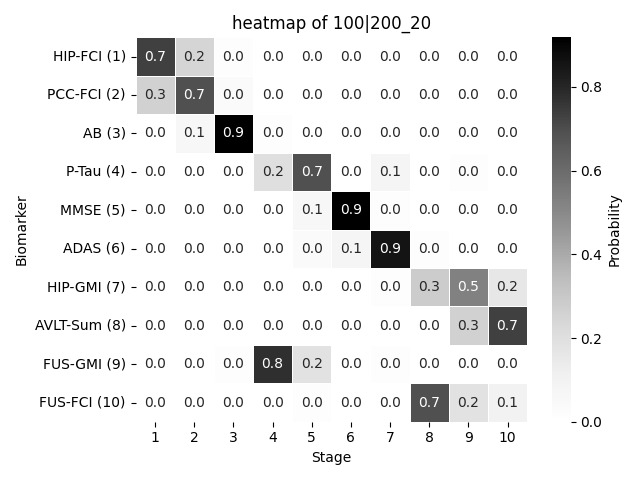 heatmap of 100|200_20
HIP-FCI (1) 0.7 0.2 0.0 0.0 0.0 0.0 0.0 0.0 0.0 0.0
PCC-FCI (2) 0.3 0.7 0.0 0.0 0.0 0.0 0.0 0.0 0.0 0.0
AB (3) 0.0 0.1 0.9 0.0 0.0 0.0 0.0 0.0 0.0 0.0
P-Tau (4) 0.0 0.0 0.0 0.2 0.7 0.0 0.1 0.0 0.0 0.0
MMSE (5) 0.0 0.0 0.0 0.0 0.1 0.9 0.0 0.0 0.0 0.0
ADAS (6) 0.0 0.0 0.0 0.0 0.0 0.1 0.9 0.0 0.0 0.0
HIP-GMI (7) 0.0 0.0 0.0 0.0 0.0 0.0 0.0 0.3 0.5 0.2
AVLT-Sum (8) 0.0 0.0 0.0 0.0 0.0 0.0 0.0 0.0 0.3 0.7
FUS-GMI (9) 0.0 0.0 0.0 0.8 0.2 0.0 0.0 0.0 0.0 0.0
FUS-FCI (10) 0.0 0.0 0.0 0.0 0.0 0.0 0.0 0.7 0.2 0.1
1 2 3 4 5 6 7 8 9 10
Stage
Biomarker
0.8
0.6
0.4
0.2
0.0
Probability